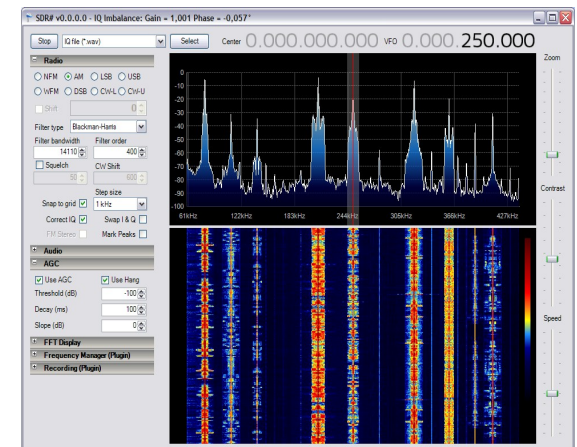 SDR# v0.0.0.0 - IQ Imbalance: Gain = 1,001 Phase = -0,057°
Stop IQ file (*.wav) Select Center 0.000.000.000 VFO 0.000.250.000
Radio
NFM AM LSB USB
WFM DSB CW-L CW-U
Shift 0
Filter type Blackman-Harris
Filter bandwidth Filter order
14110 400
Squelch CW Shift
50 600
Step size
Snap to grid 1 kHz
Correct IQ Swap I & Q
FM Stereo Mark Peaks
Audio
AGC
Use AGC Use Hang
Threshold (dB) -100
Decay (ms) 100
Slope (dB) 0
FFT Display
Frequency Manager (Plugin)
Recording (Plugin)
0
-10
-20
-30
-40
-50
-60
-70
-80
-90
-100
61kHz 122kHz 183kHz 244kHz 305kHz 366kHz 427kHz
Zoom
Contrast
Speed